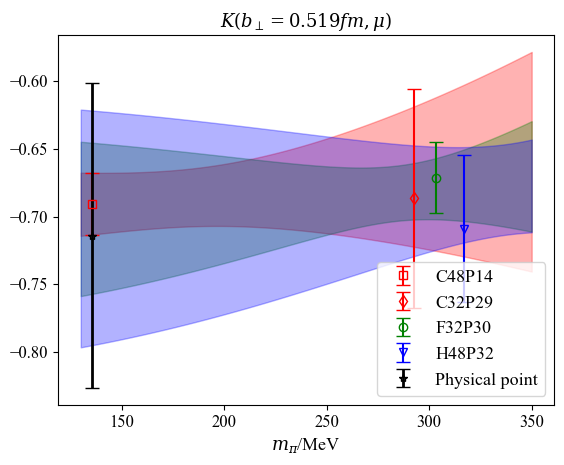 K(b⊥ = 0.519fm, μ)
−0.60
−0.65
−0.70
−0.75
−0.80
C48P14
C32P29
F32P30
H48P32
Physical point
150 200 250 300 350
mπ/MeV